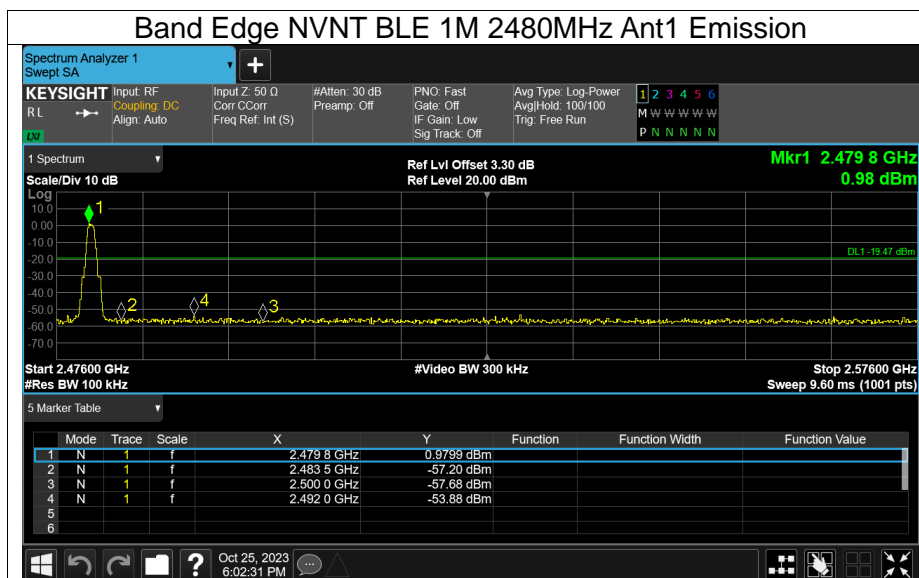 Band Edge NVNT BLE 1M 2480MHz Ant1 Emission
Spectrum Analyzer 1
Swept SA
+
KEYSIGHT
RL
LXI
Input: RF
Coupling: DC
Align: Auto
Input Z: 50 Ω
Corr CCorr
Freq Ref: Int (S)
#Atten: 30 dB
Preamp: Off
PNO: Fast
Gate: Off
IF Gain: Low
Sig Track: Off
Avg Type: Log-Power
Avg|Hold: 100/100
Trig: Free Run
1 2 3 4 5 6
M W W W W W
P N N N N N
1 Spectrum
Scale/Div 10 dB
Ref Lvl Offset 3.30 dB
Ref Level 20.00 dBm
Mkr1 2.479 8 GHz
0.98 dBm
Log
10.0
0.00
-10.0
-20.0
-30.0
-40.0
-50.0
-60.0
-70.0
1
2
4
3
DL1 -19.47 dBm
Start 2.47600 GHz
#Res BW 100 kHz
#Video BW 300 kHz
Stop 2.57600 GHz
Sweep 9.60 ms (1001 pts)
5 Marker Table
Mode Trace Scale X Y Function Function Width Function Value
1 N 1 f 2.479 8 GHz 0.9799 dBm
2 N 1 f 2.483 5 GHz -57.20 dBm
3 N 1 f 2.500 0 GHz -57.68 dBm
4 N 1 f 2.492 0 GHz -53.88 dBm
5
6
?
Oct 25, 2023
6:02:31 PM